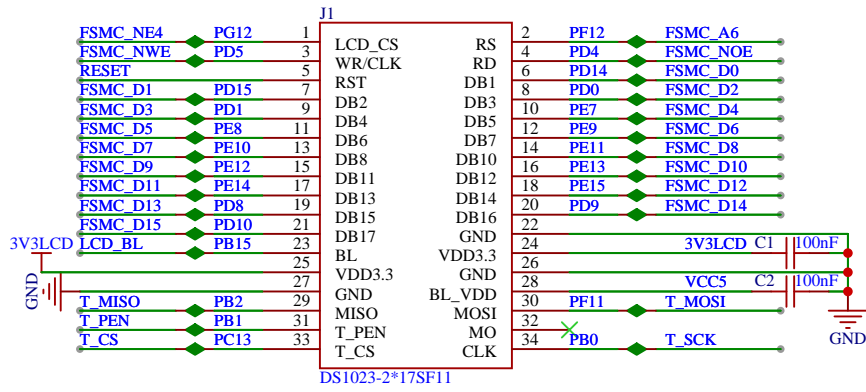 J1
FSMC_NE4 PG12 1 LCD_CS RS 2 PF12 FSMC_A6
FSMC_NWE PD5 3 WR/CLK RD 4 PD4 FSMC_NOE
RESET 5 RST DB1 6 PD14 FSMC_D0
FSMC_D1 PD15 7 DB2 DB3 8 PD0 FSMC_D2
FSMC_D3 PD1 9 DB4 DB5 10 PE7 FSMC_D4
FSMC_D5 PE8 11 DB6 DB7 12 PE9 FSMC_D6
FSMC_D7 PE10 13 DB8 DB10 14 PE11 FSMC_D8
FSMC_D9 PE12 15 DB11 DB12 16 PE13 FSMC_D10
FSMC_D11 PE14 17 DB13 DB14 18 PE15 FSMC_D12
FSMC_D13 PD8 19 DB15 DB16 20 PD9 FSMC_D14
FSMC_D15 PD10 21 DB17 GND 22
3V3LCD LCD_BL PB15 23 BL VDD3.3 24 3V3LCD C1 100nF
25 VDD3.3 GND 26
GND 27 GND BL_VDD 28 VCC5 C2 100nF
T_MISO PB2 29 MISO MOSI 30 PF11 T_MOSI
T_PEN PB1 31 T_PEN MO 32
T_CS PC13 33 T_CS CLK 34 PB0 T_SCK
GND
DS1023-2*17SF11